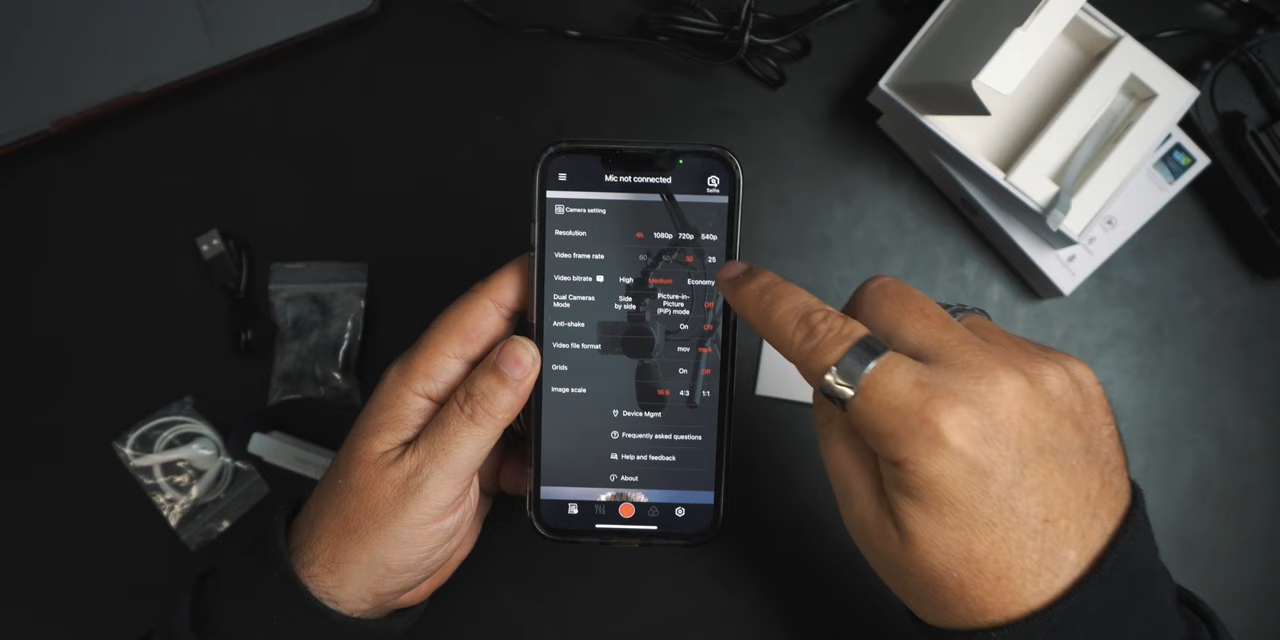 Mic not connected
Selfie
Camera setting
Resolution 4k 1080p 720p 540p
Video frame rate 60 50 30 25
Video bitrate High Medium Economy
Dual Cameras Mode Side by side Picture-in-Picture (PiP) mode Off
Anti-shake On Off
Video file format mov mp4
Grids On Off
Image scale 16:9 4:3 1:1
Device Mgmt
Frequently asked questions
Help and feedback
About